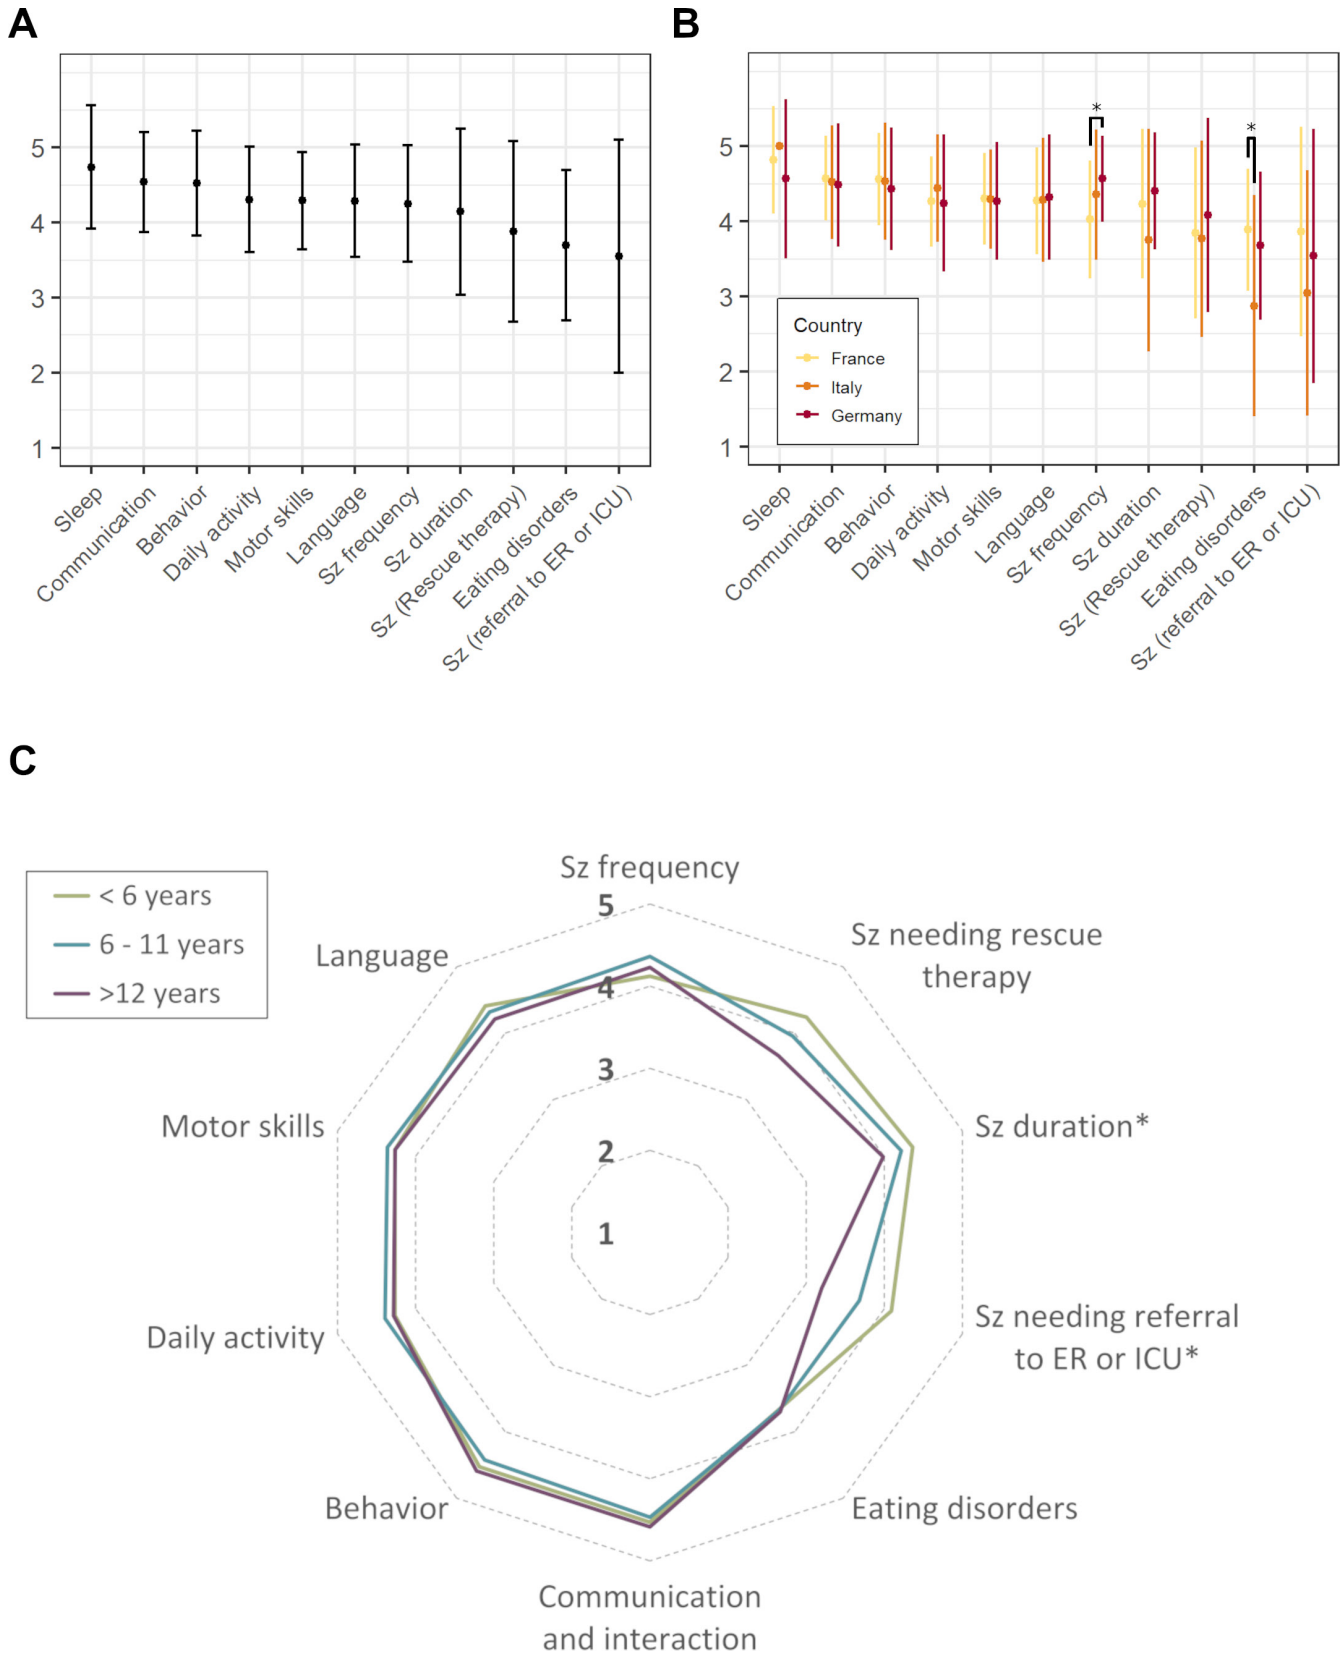 A
5
4
3
2
1
Sleep
Communication
Behavior
Daily activity
Motor skills
Language
Sz frequency
Sz duration
Sz (Rescue therapy)
Eating disorders
Sz (referral to ER or ICU)
B
5
4
3
2
1
*
*
Country
France
Italy
Germany
Sleep
Communication
Behavior
Daily activity
Motor skills
Language
Sz frequency
Sz duration
Sz (Rescue therapy)
Eating disorders
Sz (referral to ER or ICU)
C
< 6 years
6 - 11 years
>12 years
Sz frequency
Sz needing rescue
therapy
Sz duration*
Sz needing referral
to ER or ICU*
Eating disorders
Communication
and interaction
Behavior
Daily activity
Motor skills
Language
5
4
3
2
1